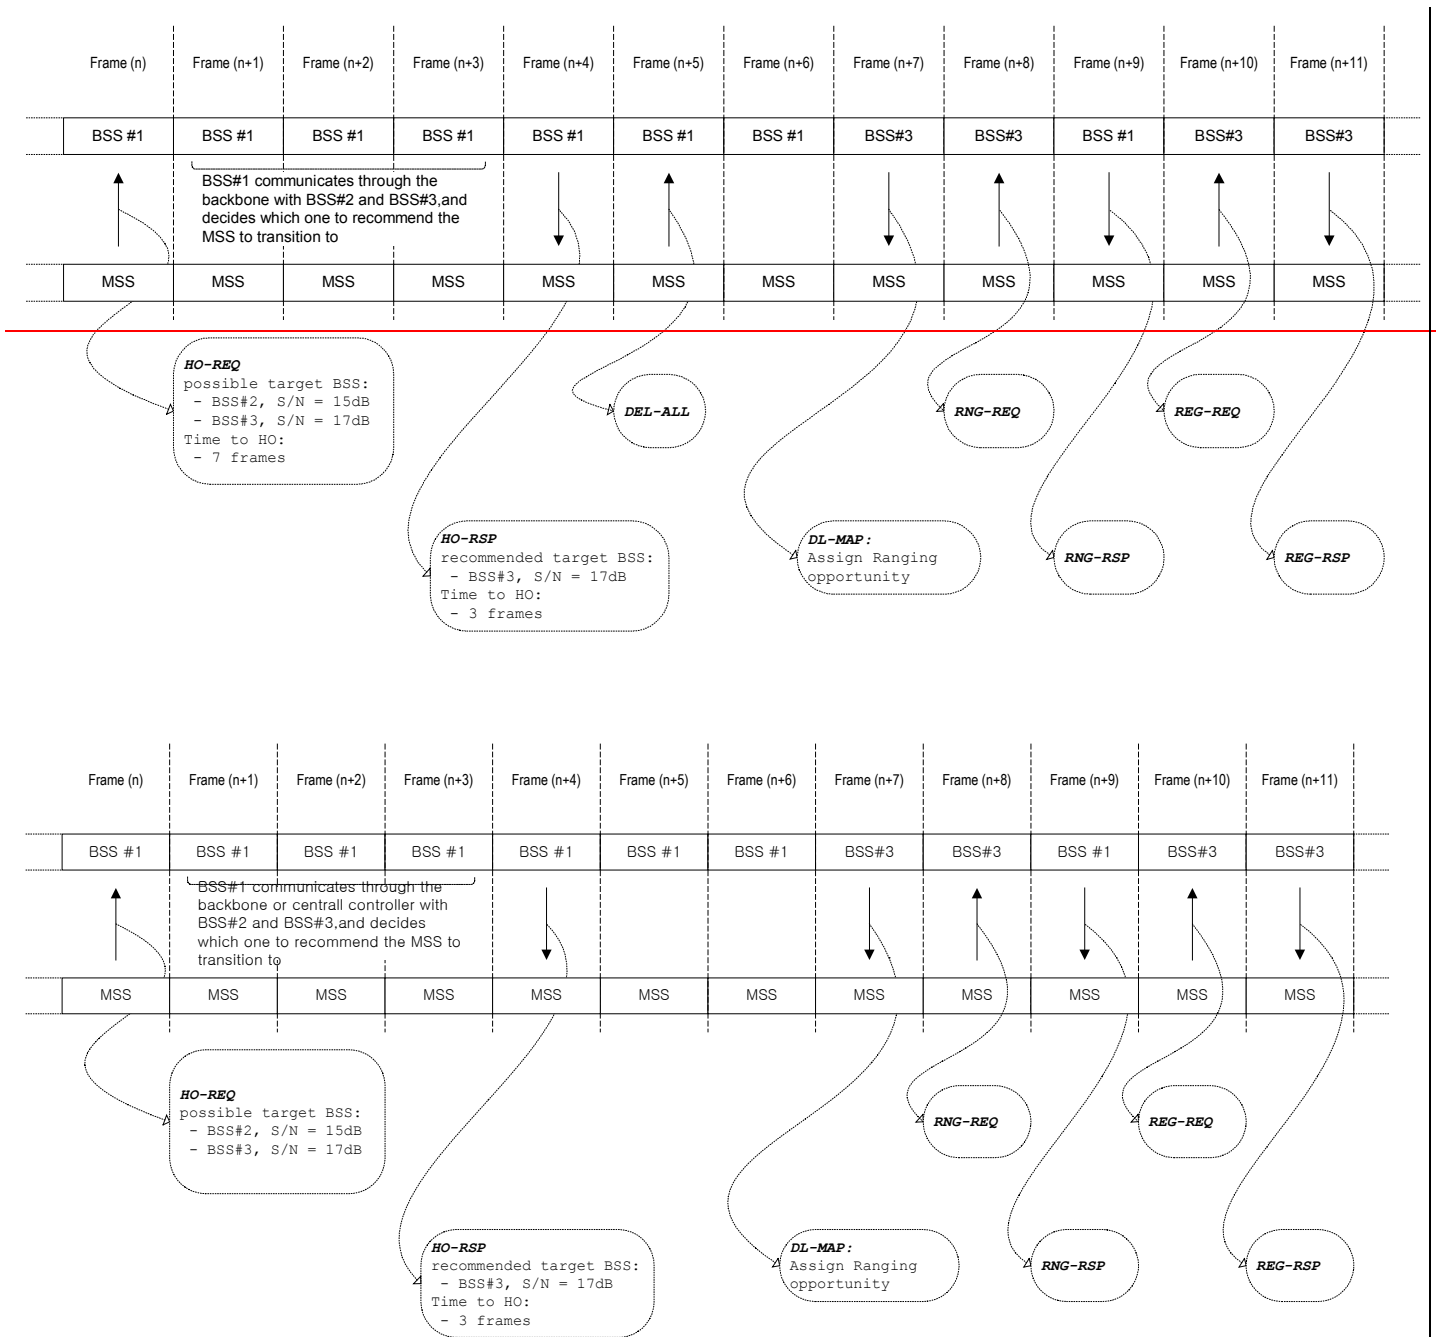 Frame (n) Frame (n+1) Frame (n+2) Frame (n+3) Frame (n+4) Frame (n+5) Frame (n+6) Frame (n+7) Frame (n+8) Frame (n+9) Frame (n+10) Frame (n+11)
BSS #1 BSS #1 BSS #1 BSS #1 BSS #1 BSS #1 BSS #1 BSS#3 BSS#3 BSS #1 BSS#3 BSS#3
BSS#1 communicates through the
backbone with BSS#2 and BSS#3,and
decides which one to recommend the
MSS to transition to
MSS MSS MSS MSS MSS MSS MSS MSS MSS MSS MSS MSS
HO-REQ
possible target BSS:
- BSS#2, S/N = 15dB
- BSS#3, S/N = 17dB
Time to HO:
- 7 frames
DEL-ALL
RNG-REQ
REG-REQ
HO-RSP
recommended target BSS:
- BSS#3, S/N = 17dB
Time to HO:
- 3 frames
DL-MAP:
Assign Ranging
opportunity
RNG-RSP
REG-RSP
Frame (n) Frame (n+1) Frame (n+2) Frame (n+3) Frame (n+4) Frame (n+5) Frame (n+6) Frame (n+7) Frame (n+8) Frame (n+9) Frame (n+10) Frame (n+11)
BSS #1 BSS #1 BSS #1 BSS #1 BSS #1 BSS #1 BSS #1 BSS#3 BSS#3 BSS #1 BSS#3 BSS#3
BSS#1 communicates through the
backbone or centrall controller with
BSS#2 and BSS#3,and decides
which one to recommend the MSS to
transition to
MSS MSS MSS MSS MSS MSS MSS MSS MSS MSS MSS MSS
HO-REQ
possible target BSS:
- BSS#2, S/N = 15dB
- BSS#3, S/N = 17dB
RNG-REQ
REG-REQ
HO-RSP
recommended target BSS:
- BSS#3, S/N = 17dB
Time to HO:
- 3 frames
DL-MAP:
Assign Ranging
opportunity
RNG-RSP
REG-RSP